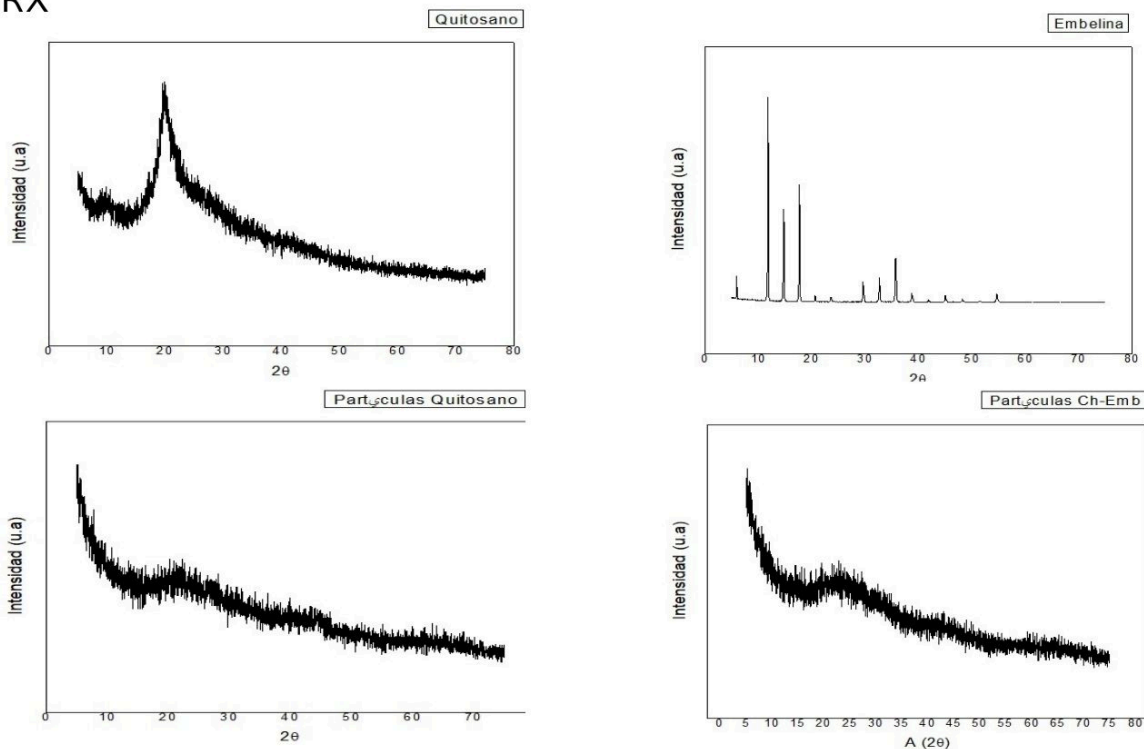 RX
Quitosano
Intensidad (u.a)
0 10 20 30 40 50 60 70 80
2θ
Embelina
Intensidad (u.a)
0 10 20 30 40 50 60 70 80
2θ
Partيculas Quitosano
Intensidad (u.a)
0 10 20 30 40 50 60 70
2θ
Partيculas Ch-Emb
Intensidad (u.a)
0 5 10 15 20 25 30 35 40 45 50 55 60 65 70 75 80
A (2θ)